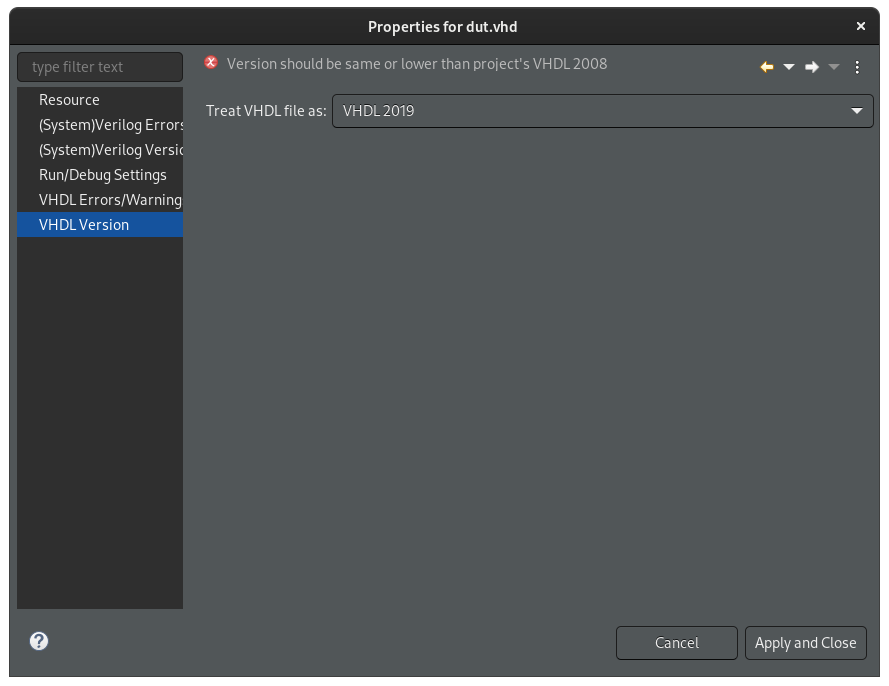 Properties for dut.vhd
type filter text
Version should be same or lower than project's VHDL 2008
Treat VHDL file as: VHDL 2019
Resource
(System)Verilog Errors
(System)Verilog Versio
Run/Debug Settings
VHDL Errors/Warning
VHDL Version
Cancel
Apply and Close